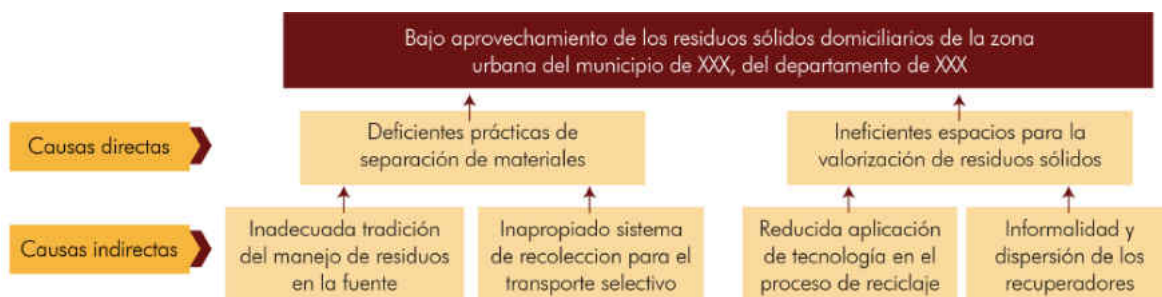 Bajo aprovechamiento de los residuos sólidos domiciliarios de la zona
urbana del municipio de XXX, del departamento de XXX
Causas directas
Deficientes prácticas de
separación de materiales
Ineficientes espacios para la
valorización de residuos sólidos
Causas indirectas
Inadecuada tradición
del manejo de residuos
en la fuente
Inapropiado sistema
de recoleccion para el
transporte selectivo
Reducida aplicación
de tecnología en el
proceso de reciclaje
Informalidad y
dispersión de los
recuperadores